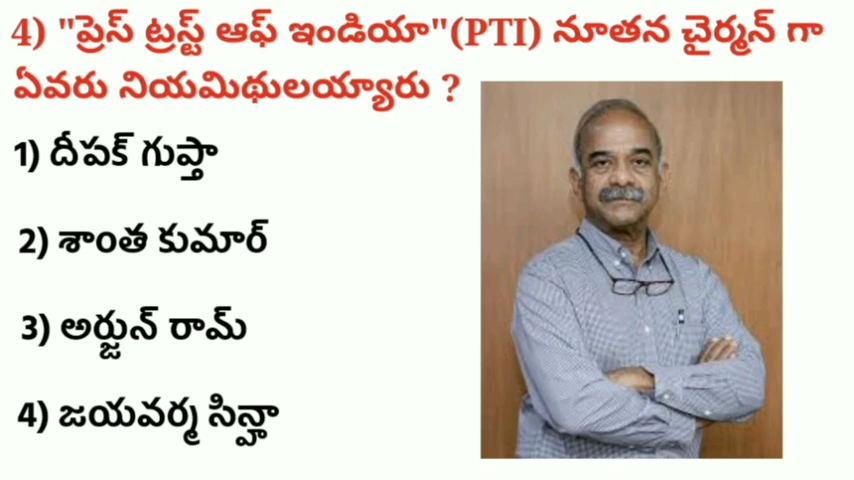 4) "ప్రెస్ ట్రస్ట్ ఆఫ్ ఇండియా"(PTI) నూతన చైర్మన్ గా
ఏవరు నియమిథులయ్యారు ?
1) దీపక్ గుప్తా
2) శాంత కుమార్
3) అర్జున్ రామ్
4) జయవర్మ సిన్హా